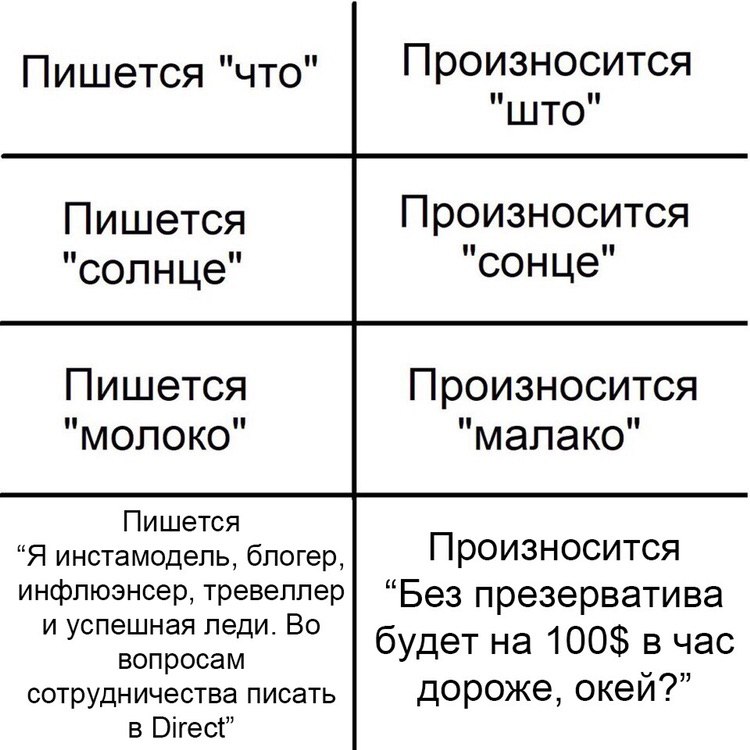 Пишется "что"
Произносится
"што"
Пишется
"солнце"
Произносится
"сонце"
Пишется
"молоко"
Произносится
"малако"
Пишется
“Я инстамодель, блогер,
инфлюэнсер, тревеллер
и успешная леди. Во
вопросам
сотрудничества писать
в Direct”
Произносится
“Без презерватива
будет на 100$ в час
дороже, окей?”